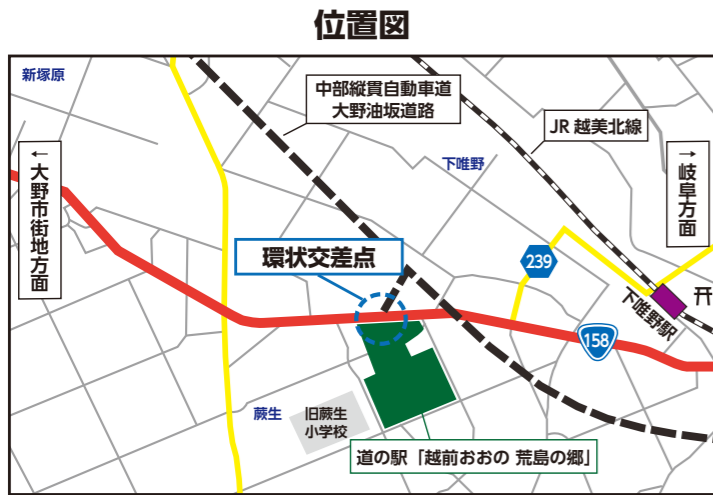 位置図
新塚原
中部縦貫自動車道
大野油坂道路
JR 越美北線
下唯野
←大野市街地方面
→岐阜方面
環状交差点
239
下唯野駅
158
蕨生
旧蕨生
小学校
道の駅「越前おおの 荒島の郷」